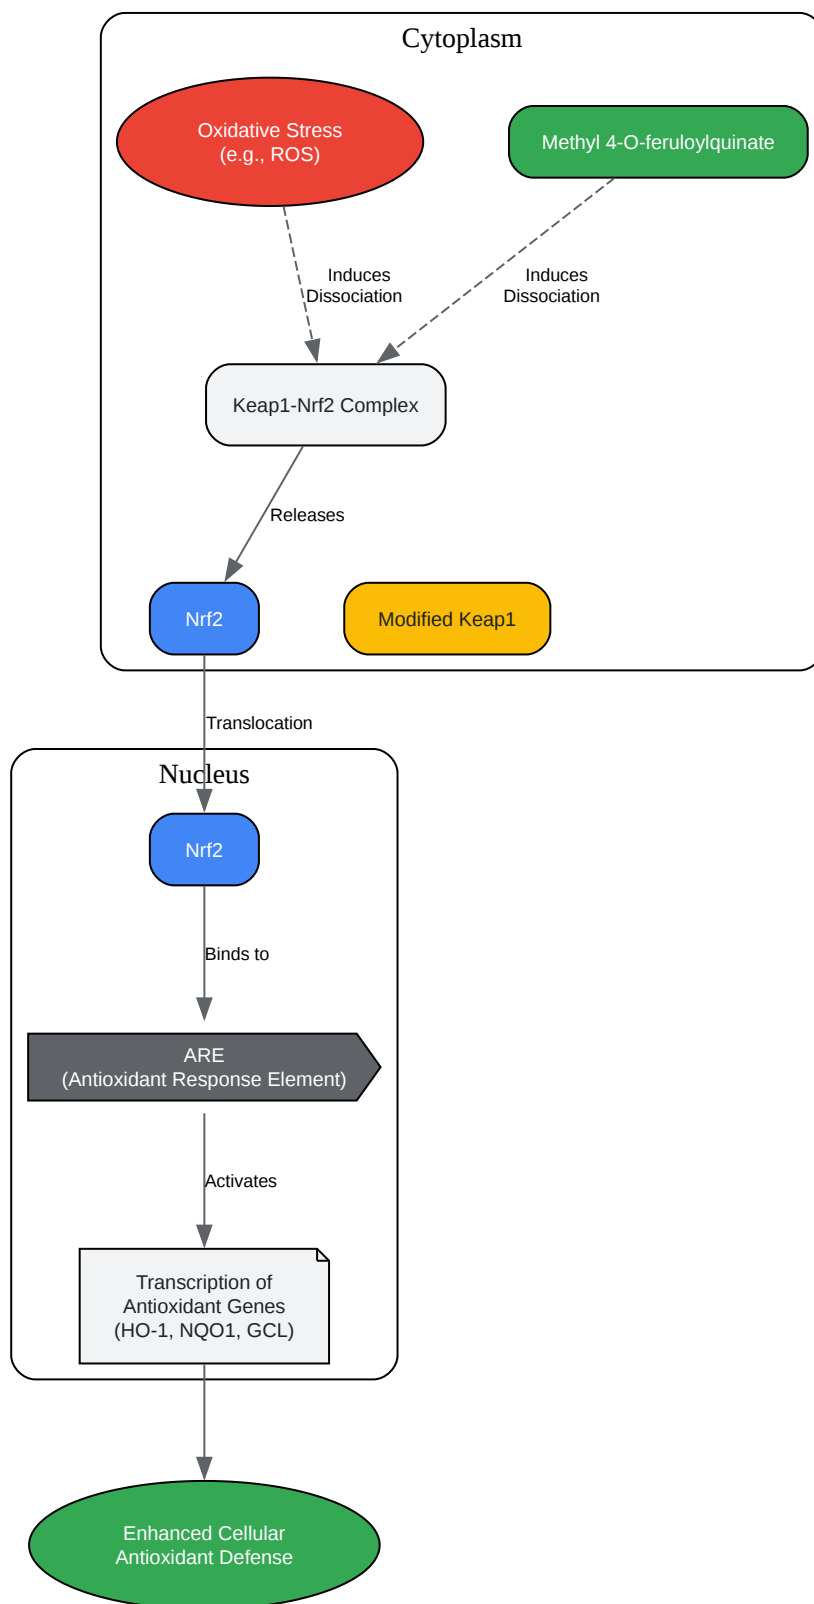 Cytoplasm
Oxidative Stress
(e.g., ROS)
Methyl 4-O-feruloylquinate
Induces
Dissociation
Induces
Dissociation
Keap1-Nrf2 Complex
Releases
Nrf2
Modified Keap1
Translocation
Nucleus
Nrf2
Binds to
ARE
(Antioxidant Response Element)
Activates
Transcription of
Antioxidant Genes
(HO-1, NQO1, GCL)
Enhanced Cellular
Antioxidant Defense